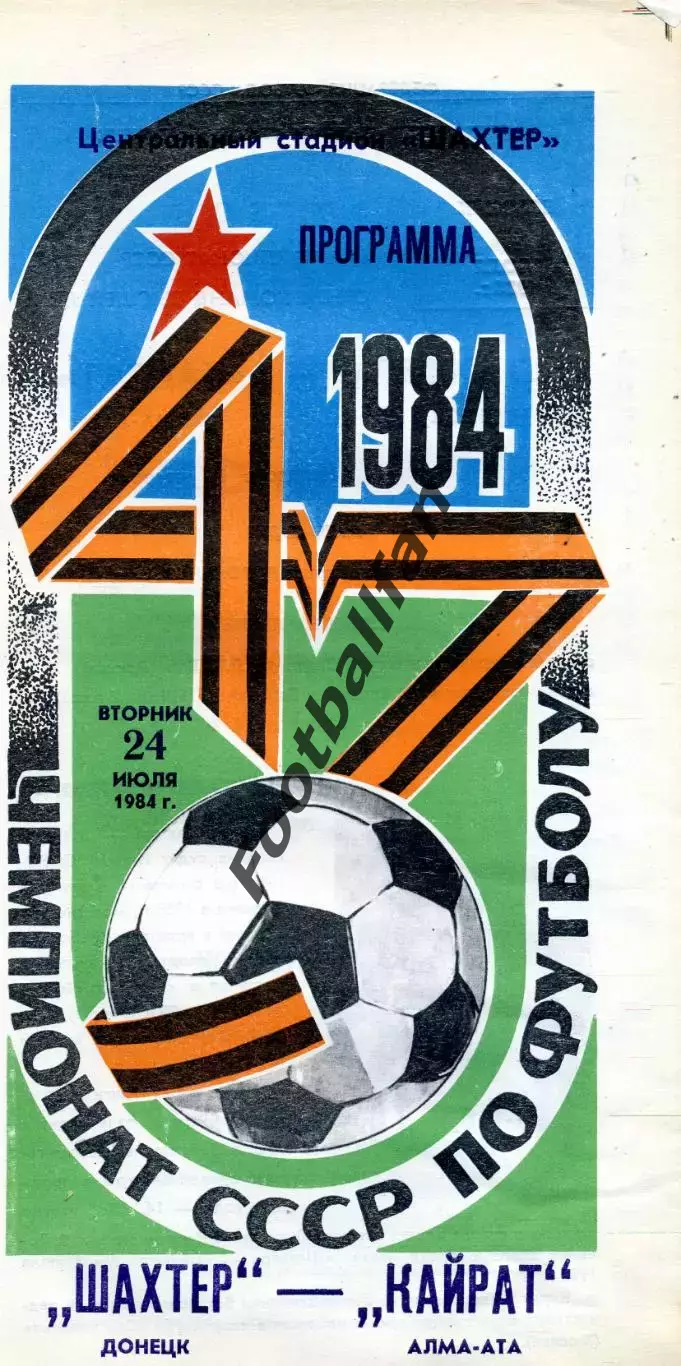 Центральный стадион «ШАХТЕР»
ПРОГРАММА
1984
ВТОРНИК
24
ИЮЛЯ
1984 г.
ЧЕМПИОНАТ СССР ПО ФУТБОЛУ
Footballfan
„ШАХТЕР“ — „КАЙРАТ“
ДОНЕЦК АЛМА-АТА